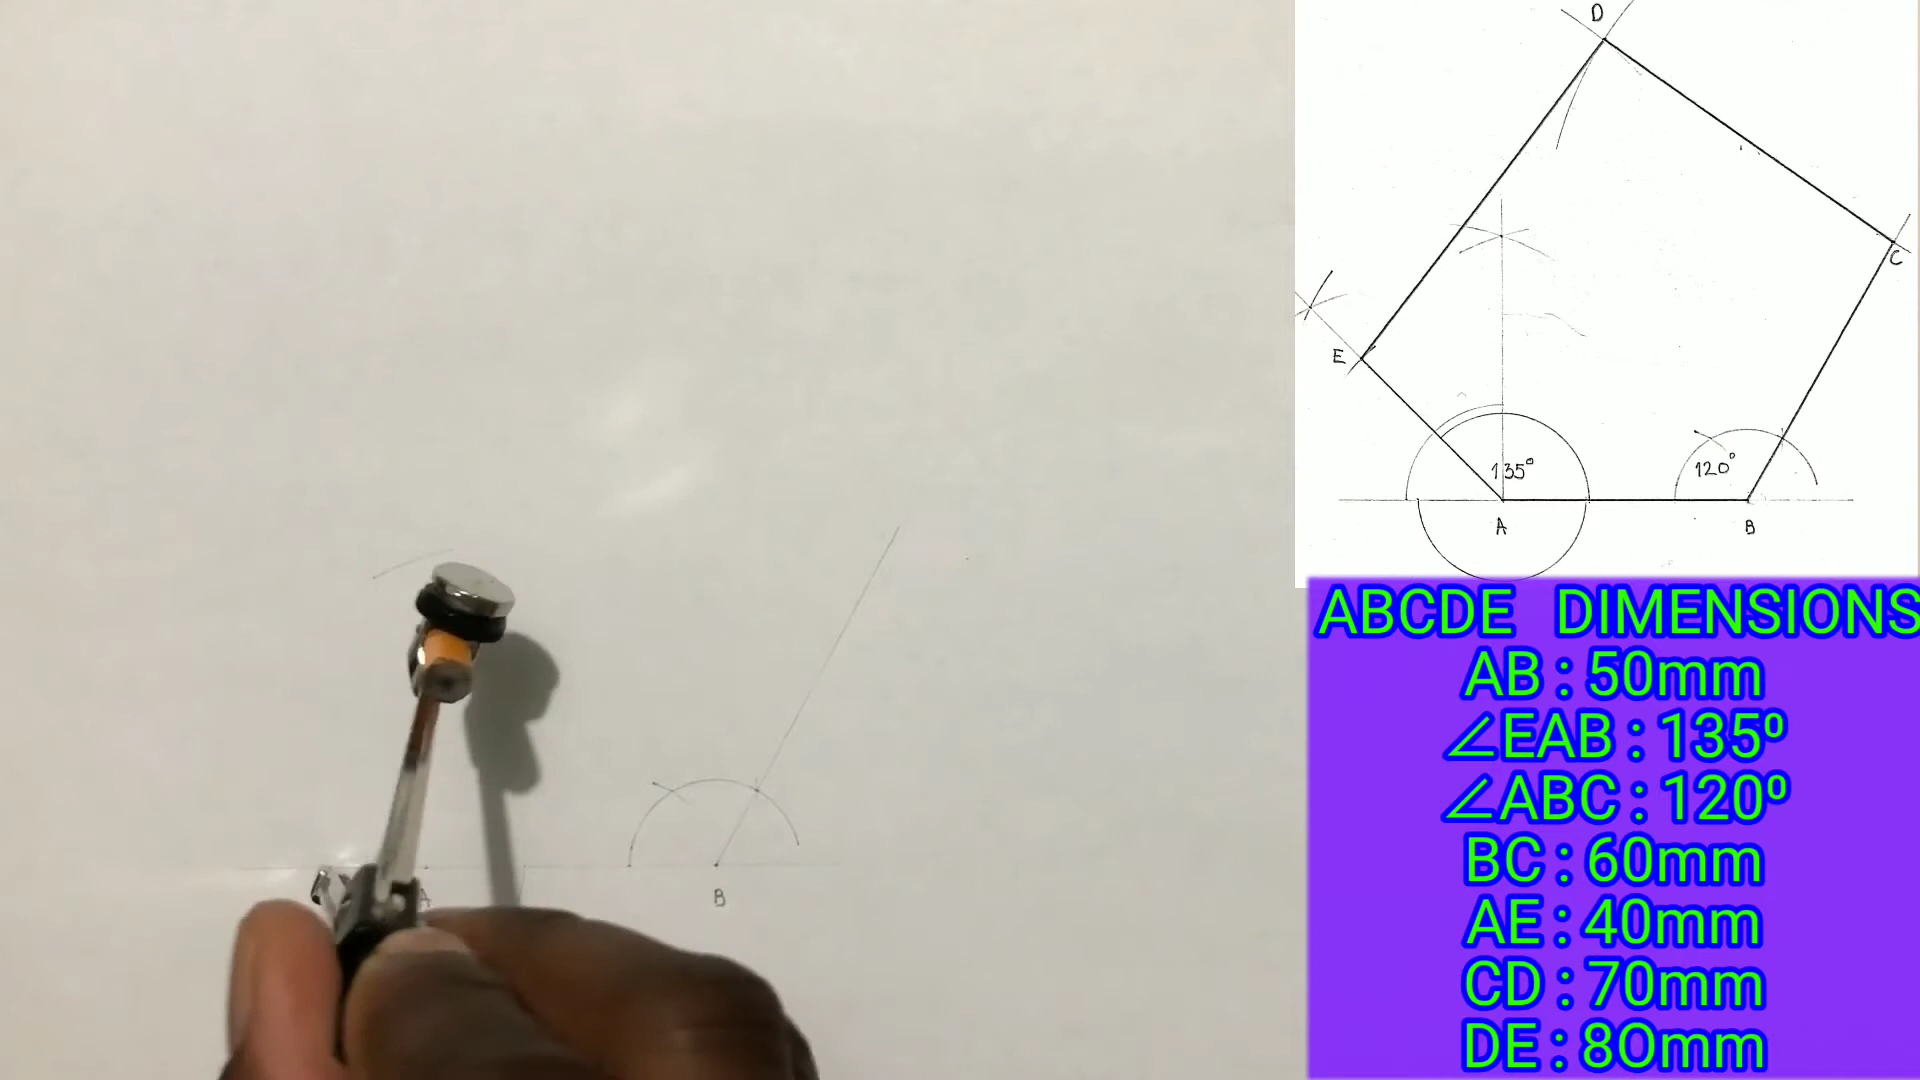 D
C
E
135°
120°
A
B
A
B
ABCDE DIMENSIONS
AB:50mm
∠EAB:135º
∠ABC:120º
BC:60mm
AE:40mm
CD:70mm
DE:80mm